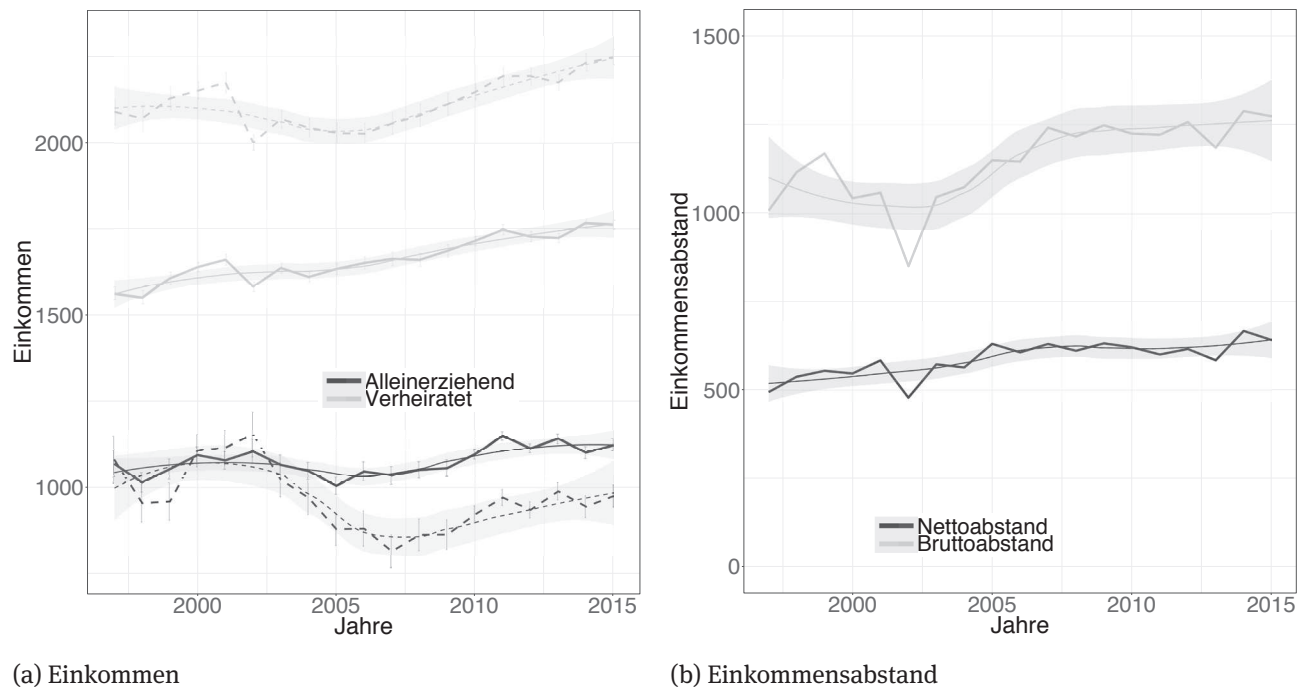 Einkommen
2000
1500
1000
Alleinerziehend
Verheiratet
2000
2005
2010
2015
Jahre
(a) Einkommen
Einkommensabstand
1500
1000
500
0
Nettoabstand
Bruttoabstand
2000
2005
2010
2015
Jahre
(b) Einkommensabstand